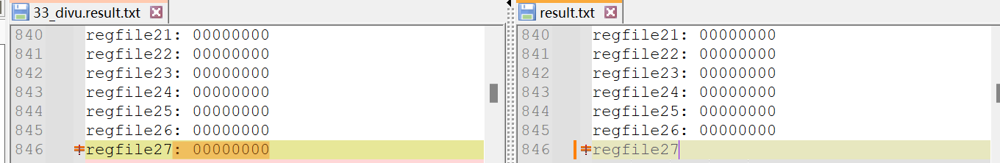 33_divu.result.txt
840 regfile21: 00000000
841 regfile22: 00000000
842 regfile23: 00000000
843 regfile24: 00000000
844 regfile25: 00000000
845 regfile26: 00000000
846 regfile27: 00000000
result.txt
840 regfile21: 00000000
841 regfile22: 00000000
842 regfile23: 00000000
843 regfile24: 00000000
844 regfile25: 00000000
845 regfile26: 00000000
846 regfile27